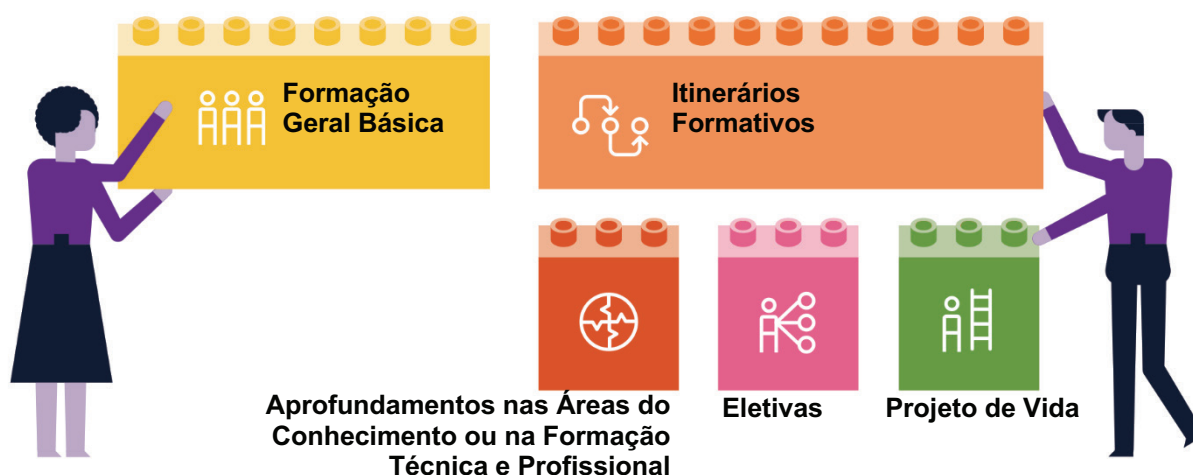 Formação
Geral Básica
Itinerários
Formativos
Aprofundamentos nas Áreas do
Conhecimento ou na Formação
Técnica e Profissional
Eletivas
Projeto de Vida